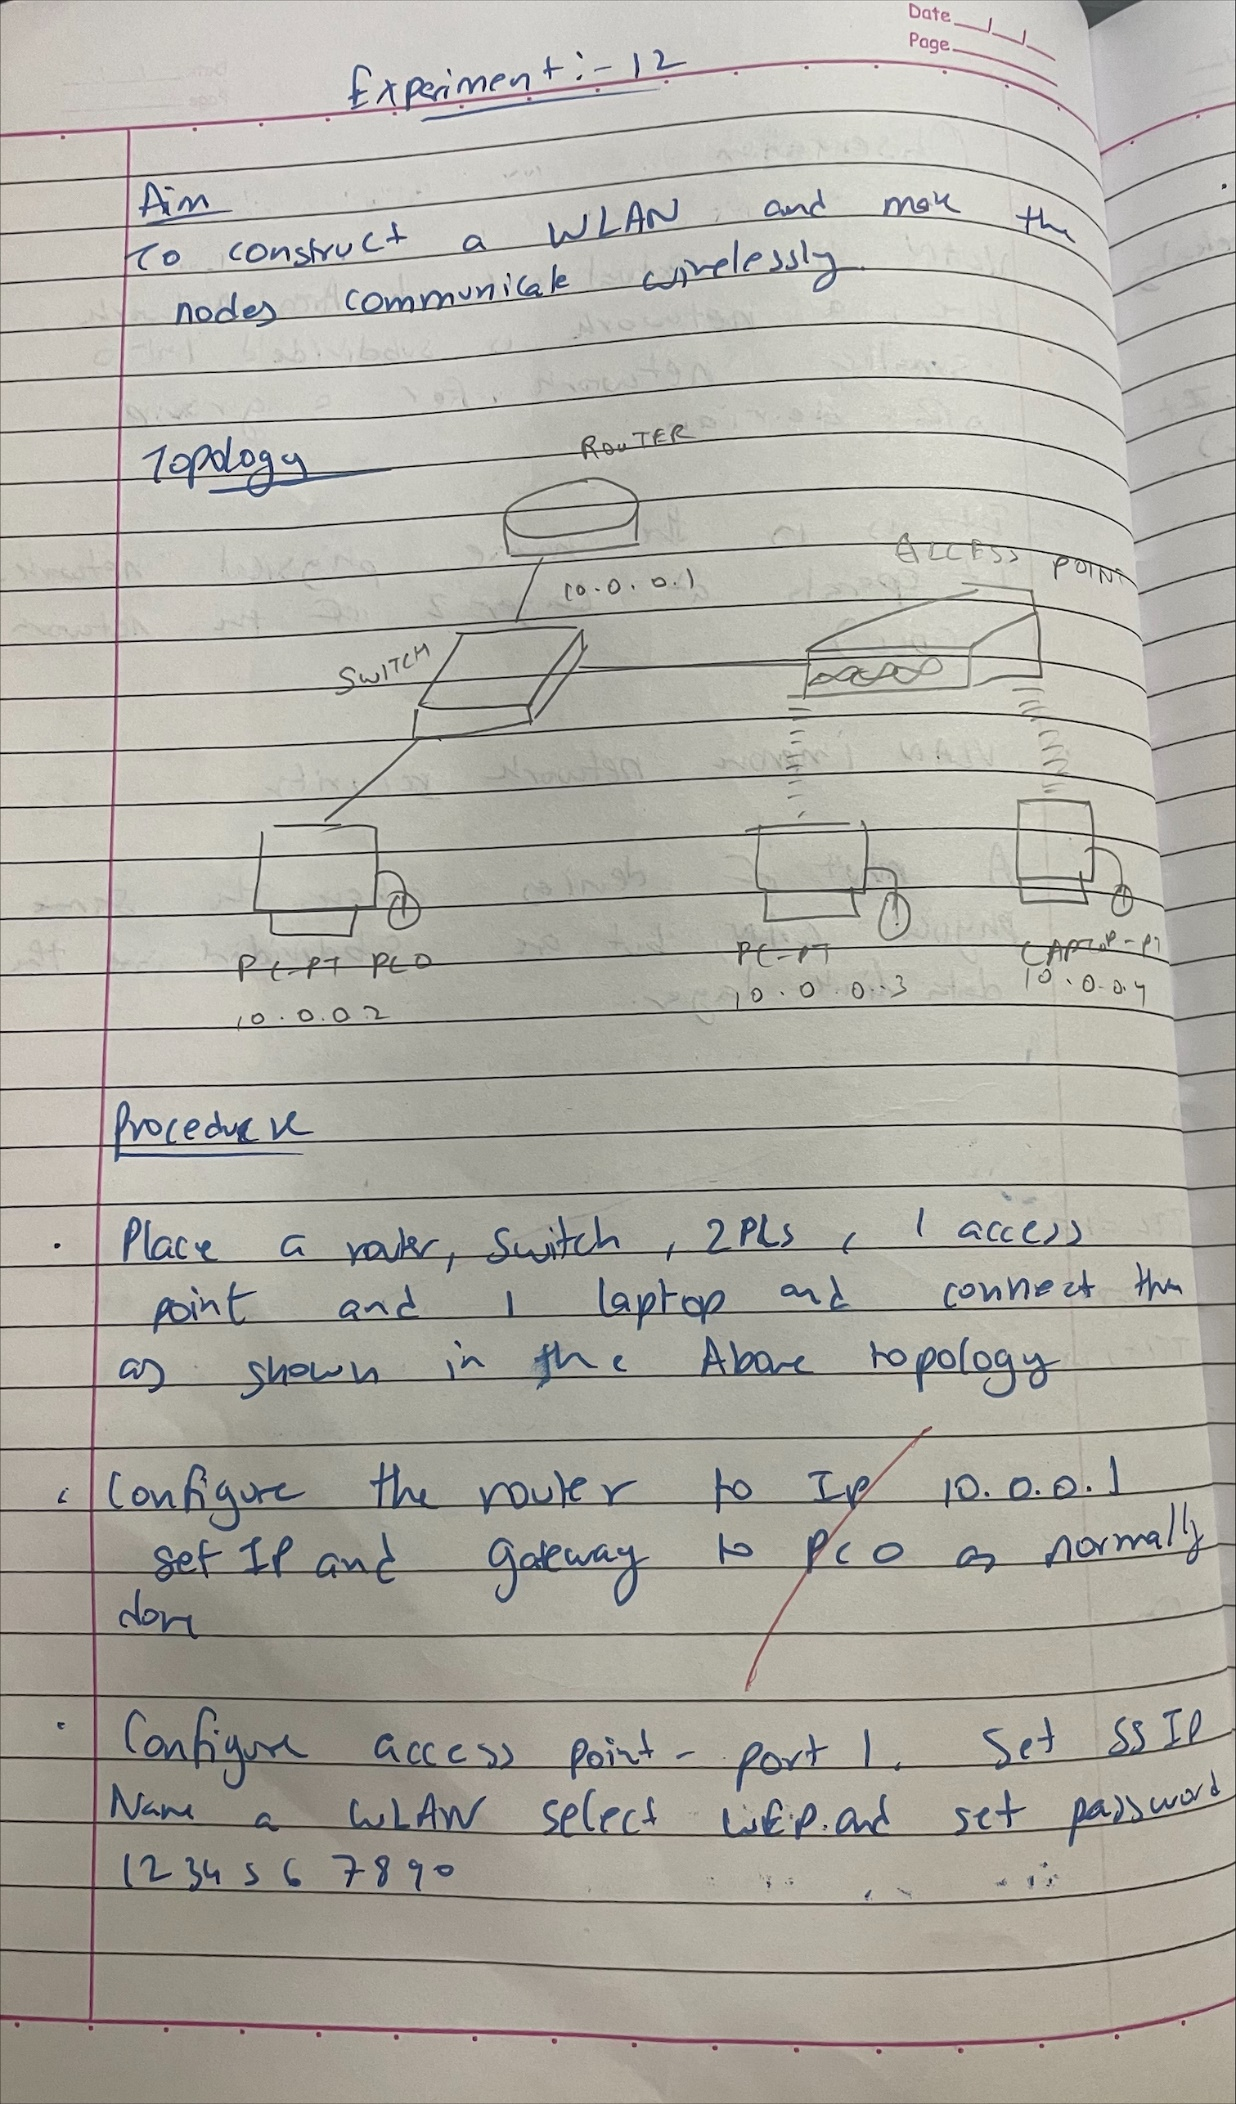 Date
Page
Experiment:- 12
Aim
To construct a WLAN and make the
nodes communicate wirelessly.
Topology
ROUTER
10.0.0.1
ACCESS POINT
SWITCH
PC-PT PC0
10.0.0.2
PC-PT
10.0.0.3
LAPTOP-PT
10.0.0.4
Procedure
. Place a router, Switch, 2PCs, 1 access
point and 1 laptop and connect them
as shown in the Above topology
. Configure the router to IP 10.0.0.1
set IP and Gateway to PC0 as normally
done
. Configure access point - port 1. Set SSIP
Name a WLAN select WEP. and set password
1234567890